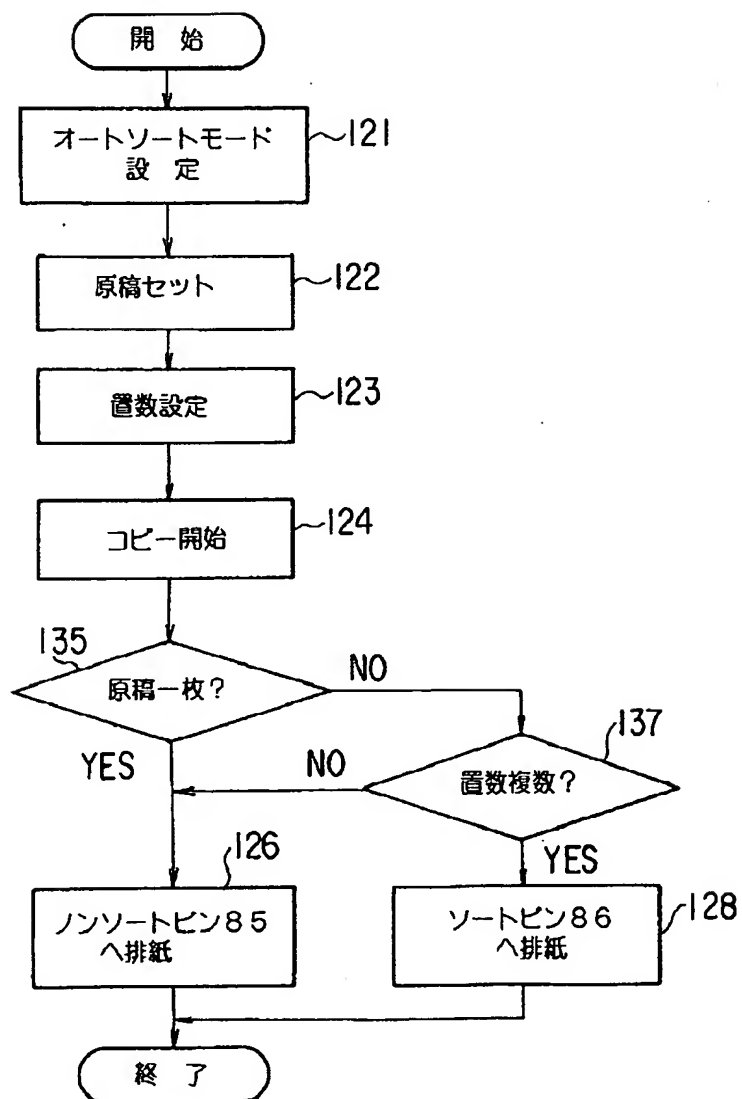 開 始
オートソートモード
設 定
121
原稿セット
122
置数設定
123
コピー開始
124
135
原稿一枚?
NO
YES
137
置数複数?
NO
YES
126
ノンソートビン85
へ排紙
ソートビン86
へ排紙
128
終 了